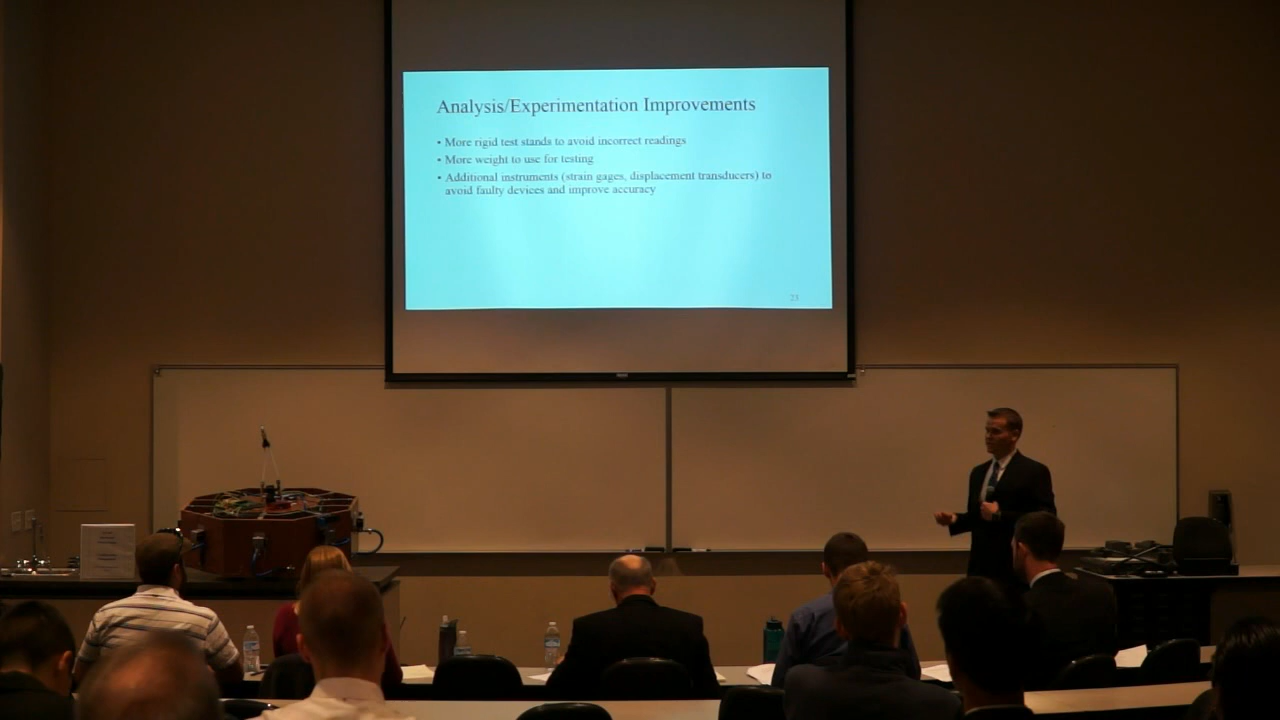 Analysis/Experimentation Improvements
• More rigid test stands to avoid incorrect readings
• More weight to use for testing
• Additional instruments (strain gages, displacement transducers) to
avoid faulty devices and improve accuracy
23